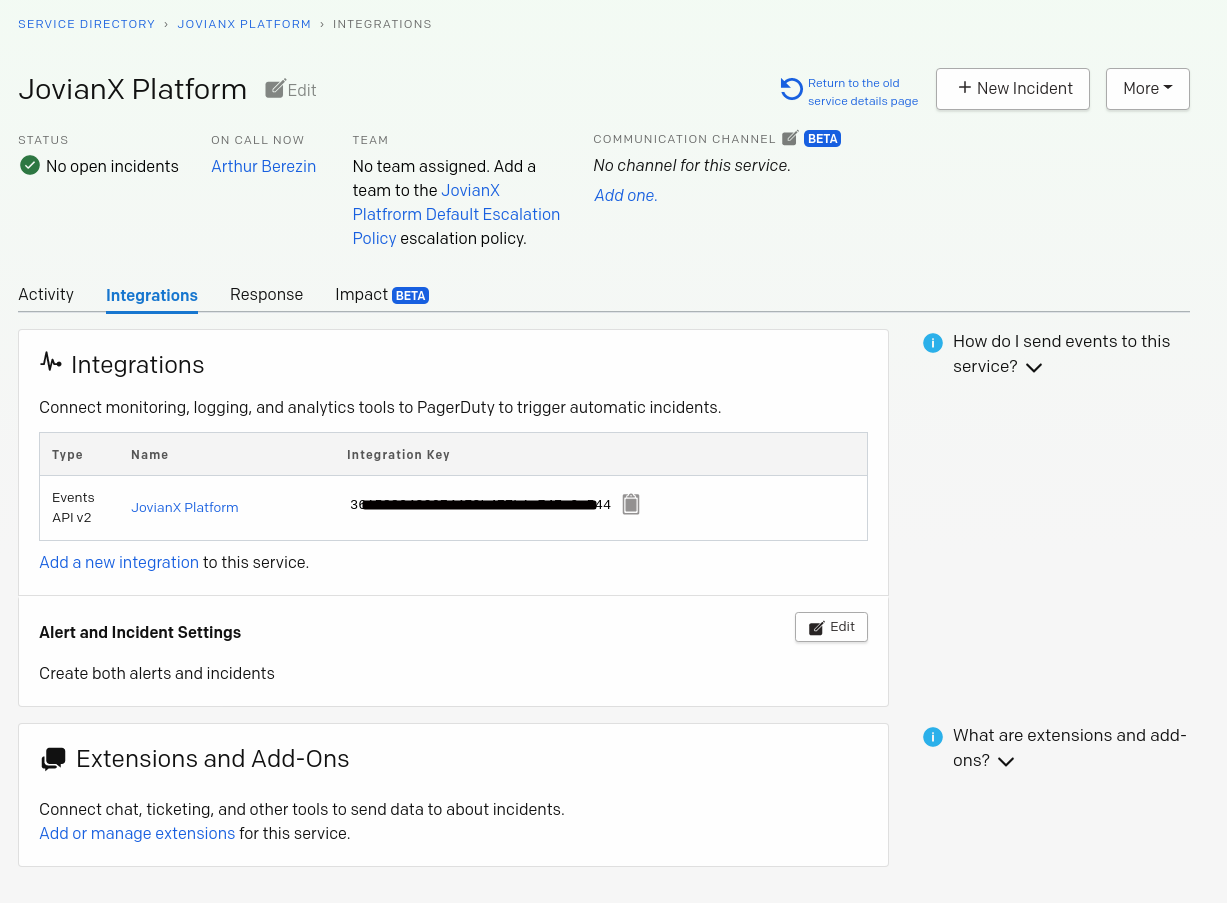 SERVICE DIRECTORY › JOVIANX PLATFORM › INTEGRATIONS
JovianX Platform
Edit
Return to the old
service details page
+ New Incident
More
STATUS
No open incidents
ON CALL NOW
Arthur Berezin
TEAM
No team assigned. Add a
team to the JovianX
Platfrorm Default Escalation
Policy escalation policy.
COMMUNICATION CHANNEL BETA
No channel for this service.
Add one.
Activity Integrations Response Impact BETA
Integrations
Connect monitoring, logging, and analytics tools to PagerDuty to trigger automatic incidents.
Type Name Integration Key
Events
API v2
JovianX Platform
44
Add a new integration to this service.
Alert and Incident Settings
Edit
Create both alerts and incidents
How do I send events to this
service?
Extensions and Add-Ons
Connect chat, ticketing, and other tools to send data to about incidents.
Add or manage extensions for this service.
What are extensions and add-
ons?